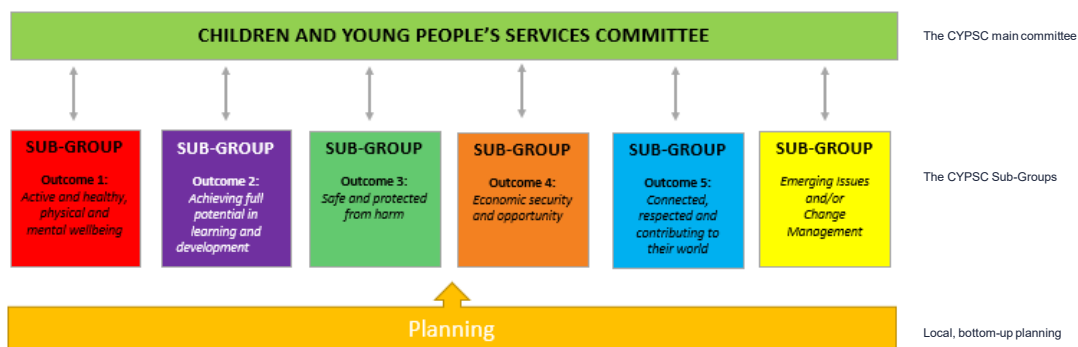 CHILDREN AND YOUNG PEOPLE'S SERVICES COMMITTEE
The CYPSC main committee
SUB-GROUP
Outcome 1:
Active and healthy,
physical and
mental wellbeing
SUB-GROUP
Outcome 2:
Achieving full
potential in
learning and
development
SUB-GROUP
Outcome 3:
Safe and protected
from harm
SUB-GROUP
Outcome 4:
Economic security
and opportunity
SUB-GROUP
Outcome 5:
Connected,
respected and
contributing to
their world
SUB-GROUP
Emerging Issues
and/or
Change
Management
The CYPSC Sub-Groups
Planning
Local, bottom-up planning